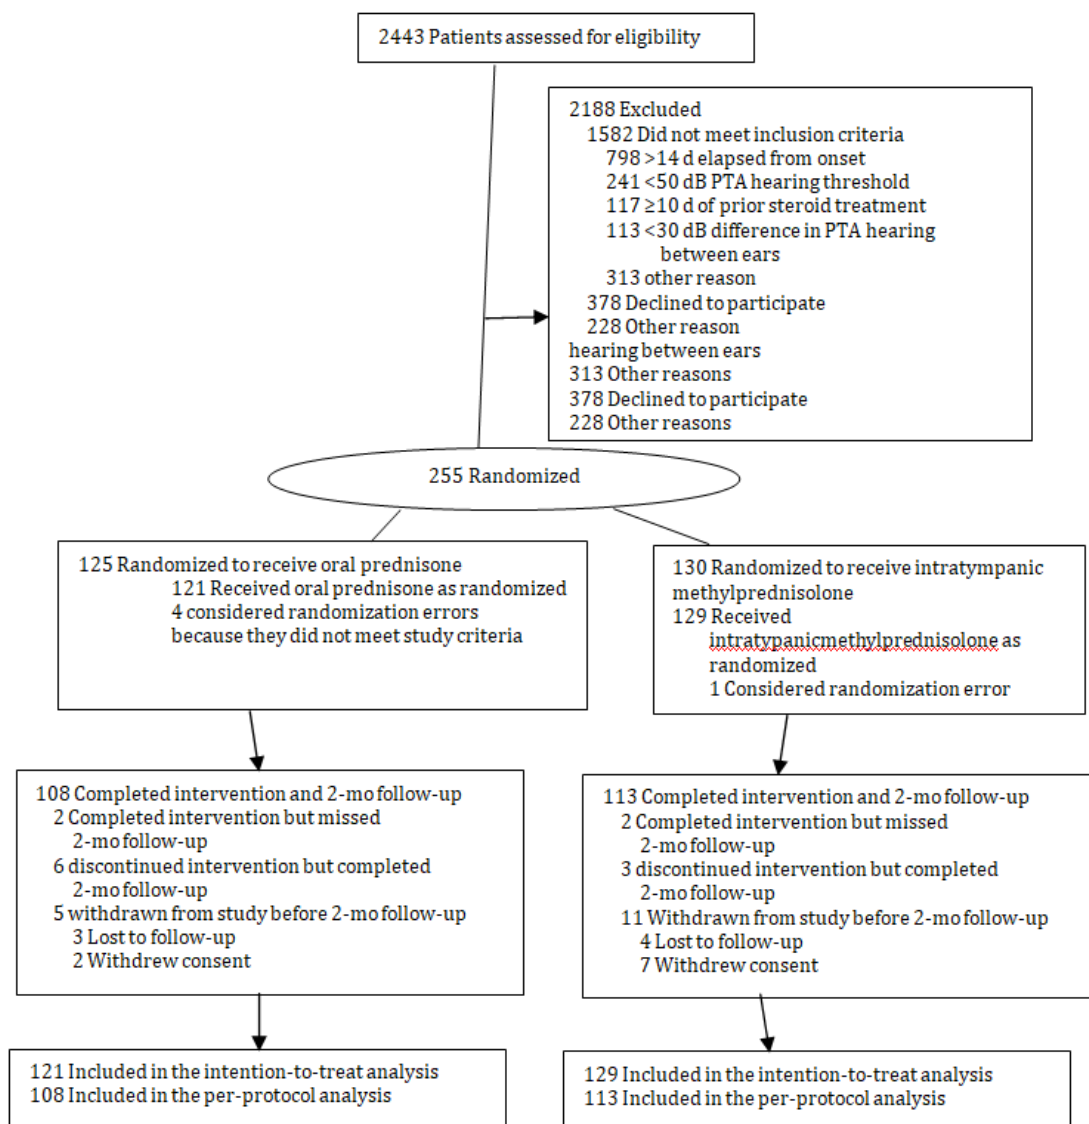 2443 Patients assessed for eligibility
2188 Excluded
1582 Did not meet inclusion criteria
798 >14 d elapsed from onset
241 <50 dB PTA hearing threshold
117 ≥10 d of prior steroid treatment
113 <30 dB difference in PTA hearing
between ears
313 other reason
378 Declined to participate
228 Other reason
hearing between ears
313 Other reasons
378 Declined to participate
228 Other reasons
255 Randomized
125 Randomized to receive oral prednisone
121 Received oral prednisone as randomized
4 considered randomization errors
because they did not meet study criteria
130 Randomized to receive intratympanic
methylprednisolone
129 Received
intratypanicmethylprednisolone as
randomized
1 Considered randomization error
108 Completed intervention and 2-mo follow-up
2 Completed intervention but missed
2-mo follow-up
6 discontinued intervention but completed
2-mo follow-up
5 withdrawn from study before 2-mo follow-up
3 Lost to follow-up
2 Withdrew consent
113 Completed intervention and 2-mo follow-up
2 Completed intervention but missed
2-mo follow-up
3 discontinued intervention but completed
2-mo follow-up
11 Withdrawn from study before 2-mo follow-up
4 Lost to follow-up
7 Withdrew consent
121 Included in the intention-to-treat analysis
108 Included in the per-protocol analysis
129 Included in the intention-to-treat analysis
113 Included in the per-protocol analysis